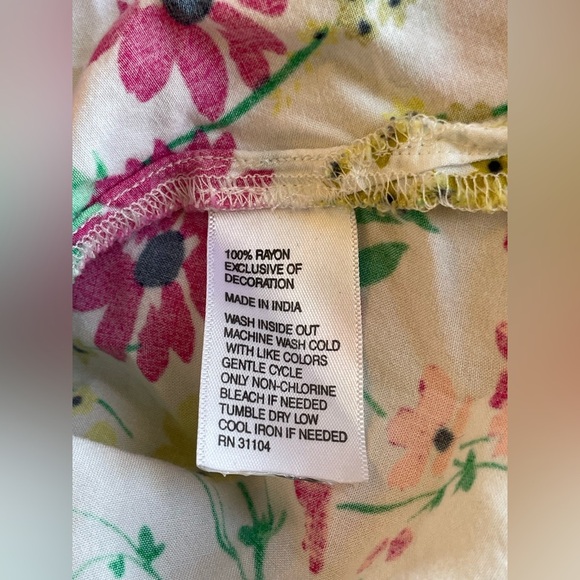 100% RAYON
EXCLUSIVE OF
DECORATION
MADE IN INDIA
WASH INSIDE OUT
MACHINE WASH COLD
WITH LIKE COLORS
GENTLE CYCLE
ONLY NON-CHLORINE
BLEACH IF NEEDED
TUMBLE DRY LOW
COOL IRON IF NEEDED
RN 31104